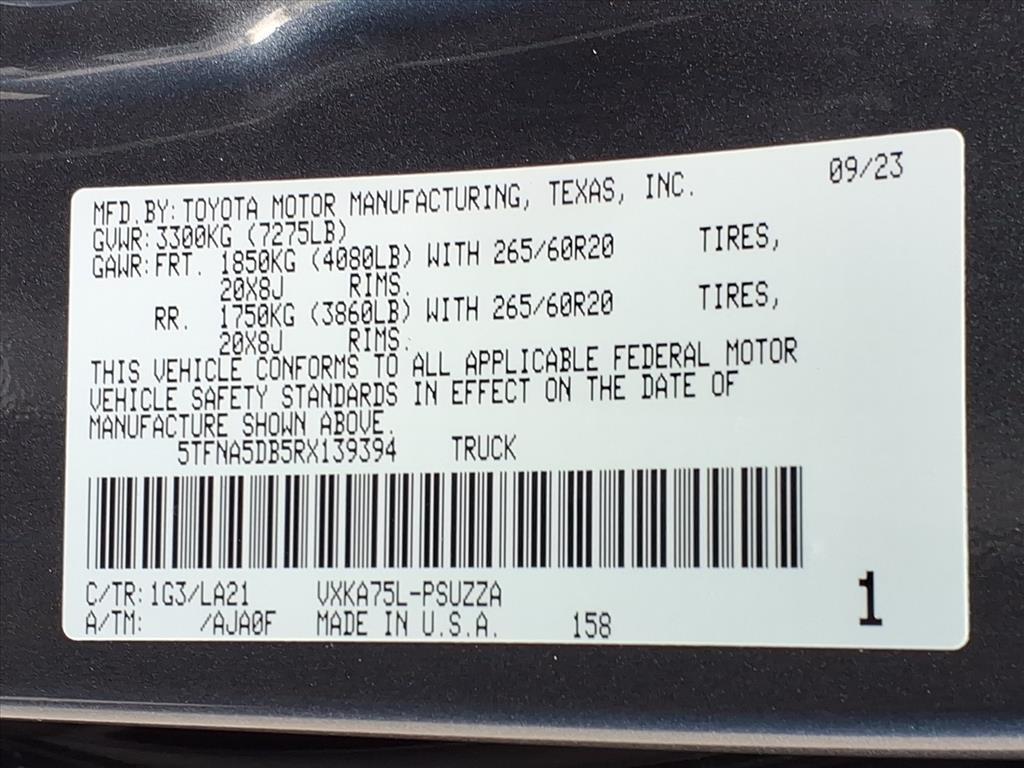 09/23
MFD.BY:TOYOTA MOTOR MANUFACTURING, TEXAS, INC.
GVWR:3300KG (7275LB)
GAWR:FRT. 1850KG (4080LB) WITH 265/60R20 TIRES,
20X8J RIMS.
RR. 1750KG (3860LB) WITH 265/60R20 TIRES,
20X8J RIMS.
THIS VEHICLE CONFORMS TO ALL APPLICABLE FEDERAL MOTOR
VEHICLE SAFETY STANDARDS IN EFFECT ON THE DATE OF
MANUFACTURE SHOWN ABOVE.
5TFNA5DB5RX139394 TRUCK
C/TR:1G3/LA21 VXKA75L-PSUZZA
A/TM: /AJA0F MADE IN U.S.A. 158
1